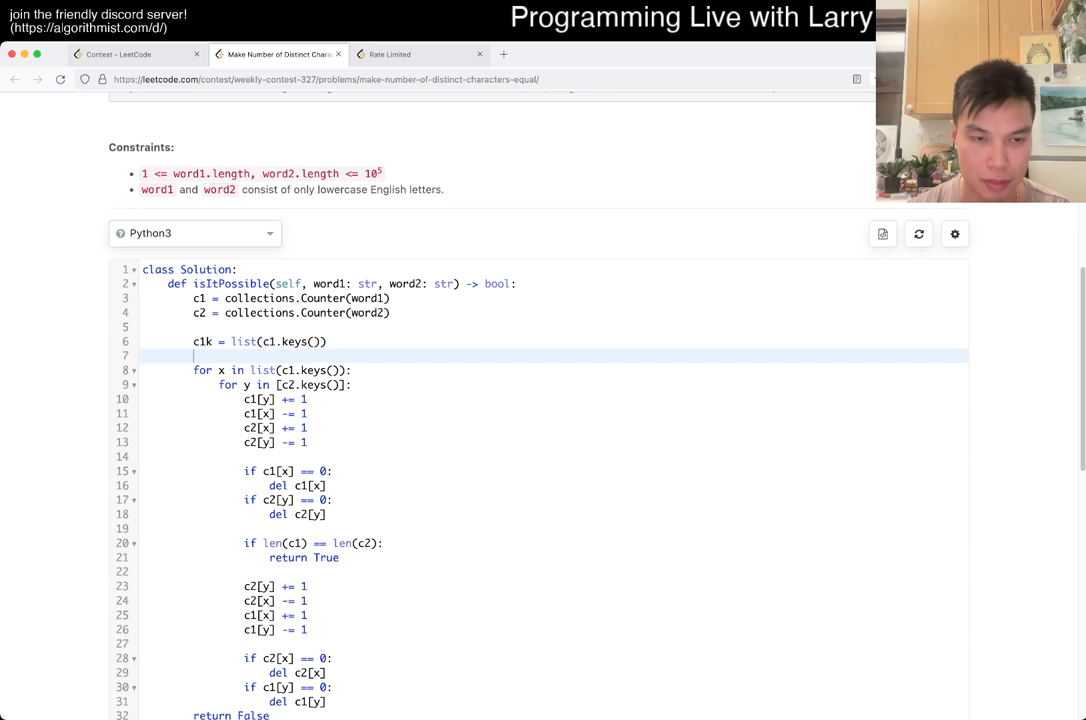 join the friendly discord server!
(https://algorithmist.com/d/)
Programming Live with Larry
Contest - LeetCode
Make Number of Distinct Charac
Rate Limited
https://leetcode.com/contest/weekly-contest-327/problems/make-number-of-distinct-characters-equal/
Constraints:
1 <= word1.length, word2.length <= 10⁵
word1 and word2 consist of only lowercase English letters.
Python3
1 class Solution:
2 def isItPossible(self, word1: str, word2: str) -> bool:
3 c1 = collections.Counter(word1)
4 c2 = collections.Counter(word2)
5
6 c1k = list(c1.keys())
7
8 for x in list(c1.keys()):
9 for y in [c2.keys()]:
10 c1[y] += 1
11 c1[x] -= 1
12 c2[x] += 1
13 c2[y] -= 1
14
15 if c1[x] == 0:
16 del c1[x]
17 if c2[y] == 0:
18 del c2[y]
19
20 if len(c1) == len(c2):
21 return True
22
23 c2[y] += 1
24 c2[x] -= 1
25 c1[x] += 1
26 c1[y] -= 1
27
28 if c2[x] == 0:
29 del c2[x]
30 if c1[y] == 0:
31 del c1[y]
32 return False